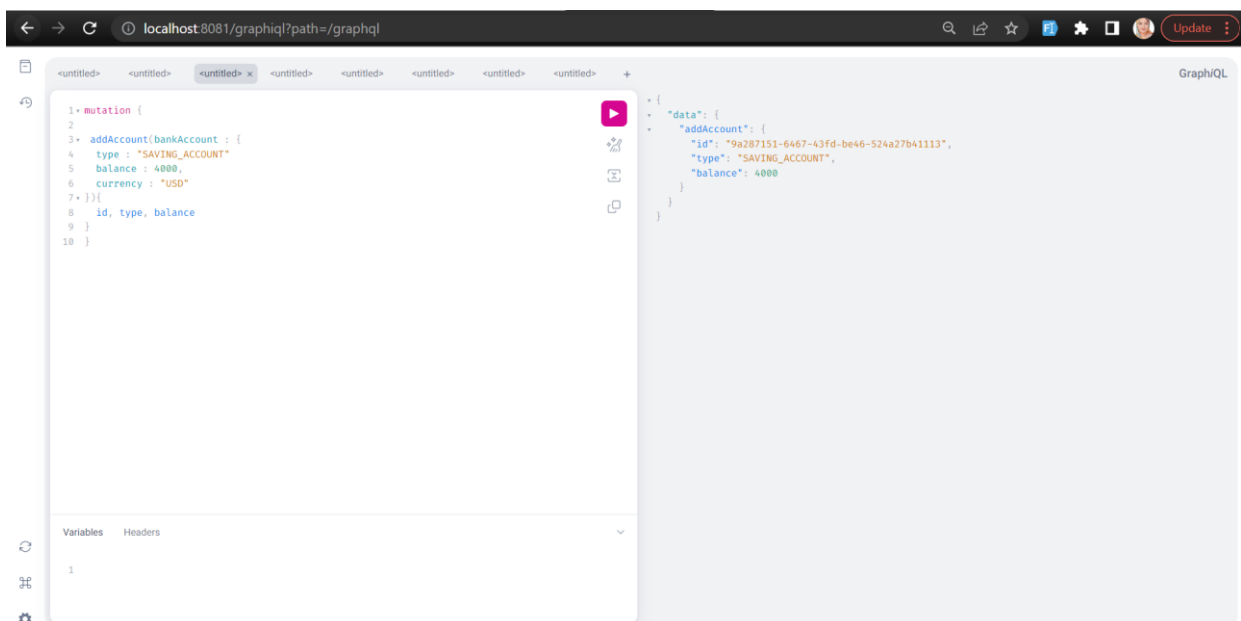 localhost:8081/graphiql?path=/graphql
Update
<untitled> <untitled> <untitled> × <untitled> <untitled> <untitled> <untitled> <untitled> +
GraphiQL
1 mutation {
2
3 addAccount(bankAccount : {
4 type : "SAVING_ACCOUNT"
5 balance : 4000,
6 currency : "USD"
7 }){
8 id, type, balance
9 }
10 }
{
"data": {
"addAccount": {
"id": "9a287151-6467-43fd-be46-524a27b41113",
"type": "SAVING_ACCOUNT",
"balance": 4000
}
}
}
Variables Headers
1